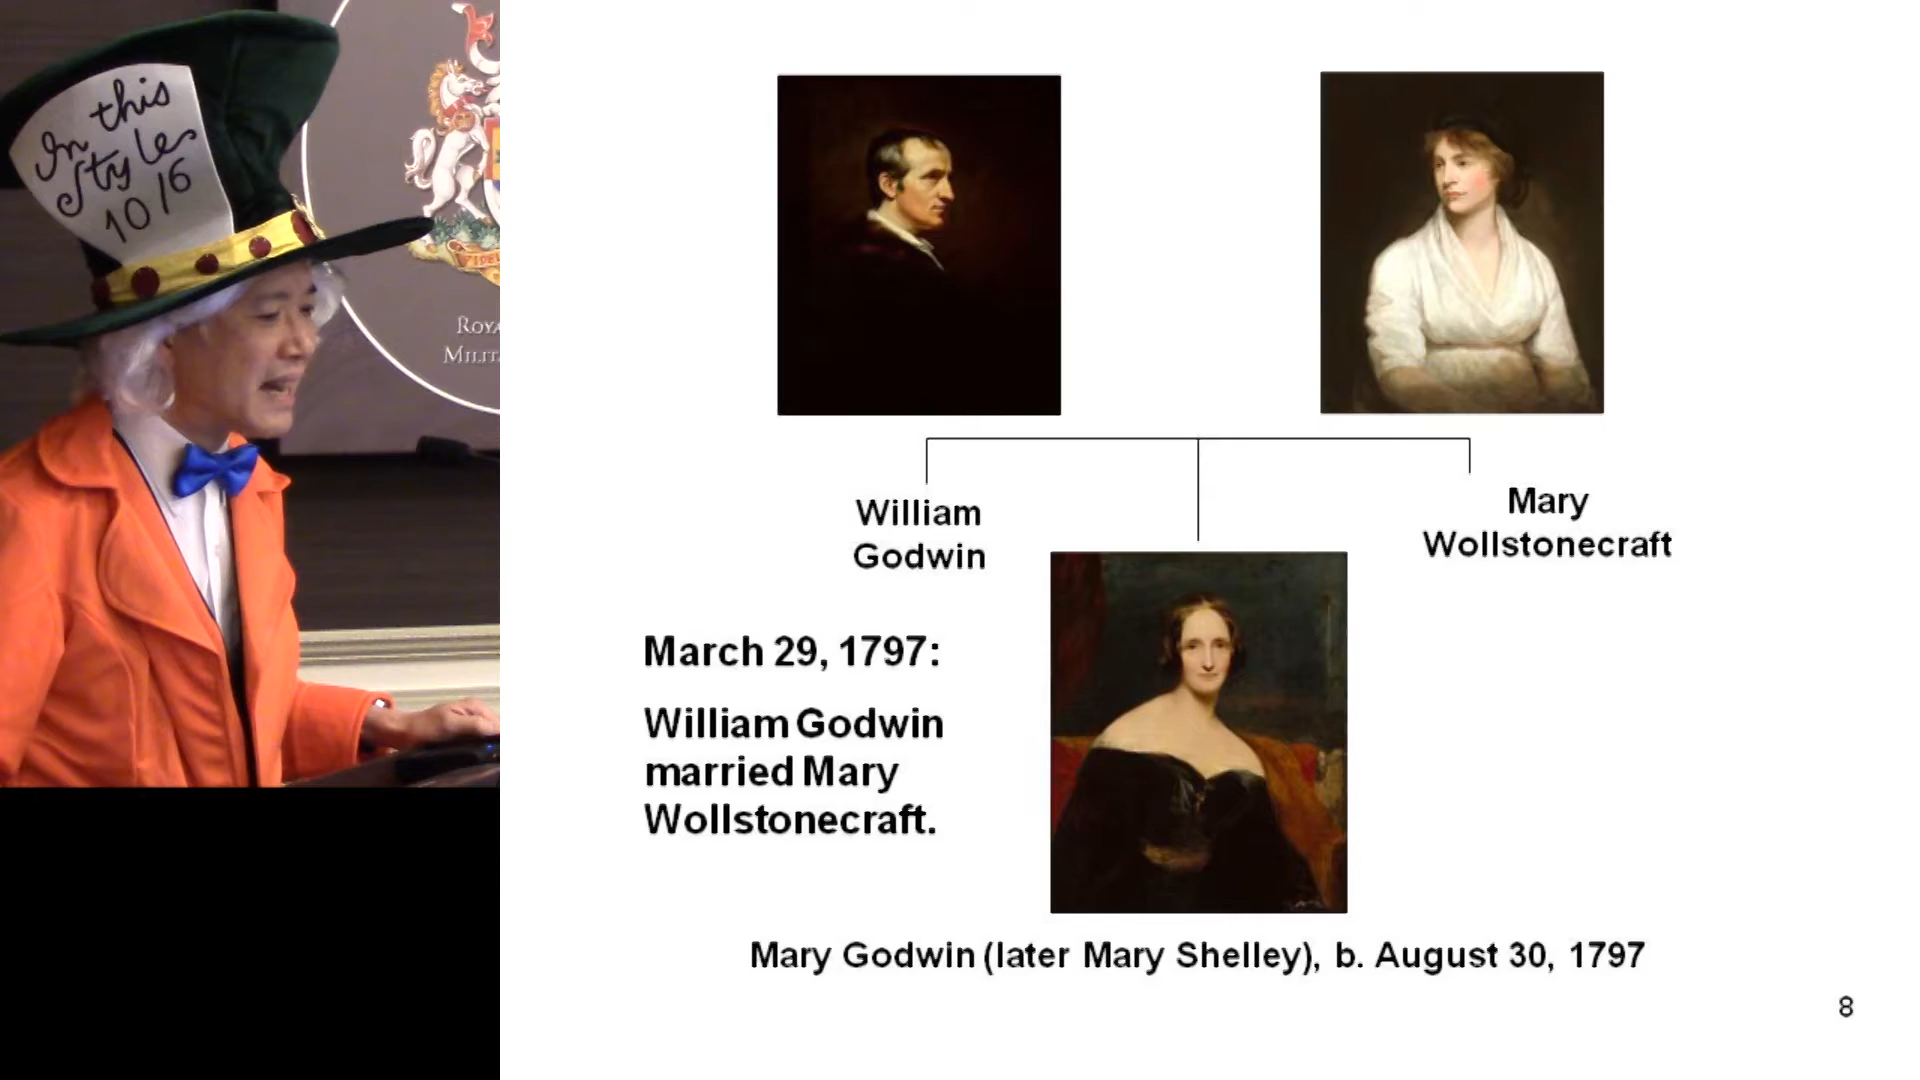 In this
Style
10/6
William
Godwin
Mary
Wollstonecraft
March 29, 1797:
William Godwin
married Mary
Wollstonecraft.
Mary Godwin (later Mary Shelley), b. August 30, 1797
8